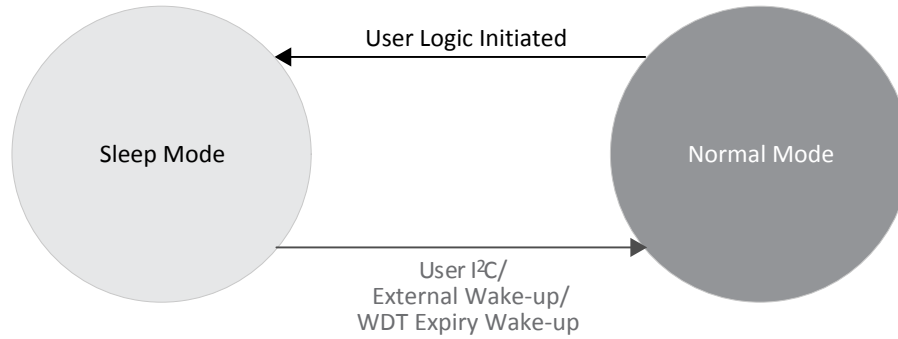 User Logic Initiated
Sleep Mode
Normal Mode
User I²C/
External Wake-up/
WDT Expiry Wake-up